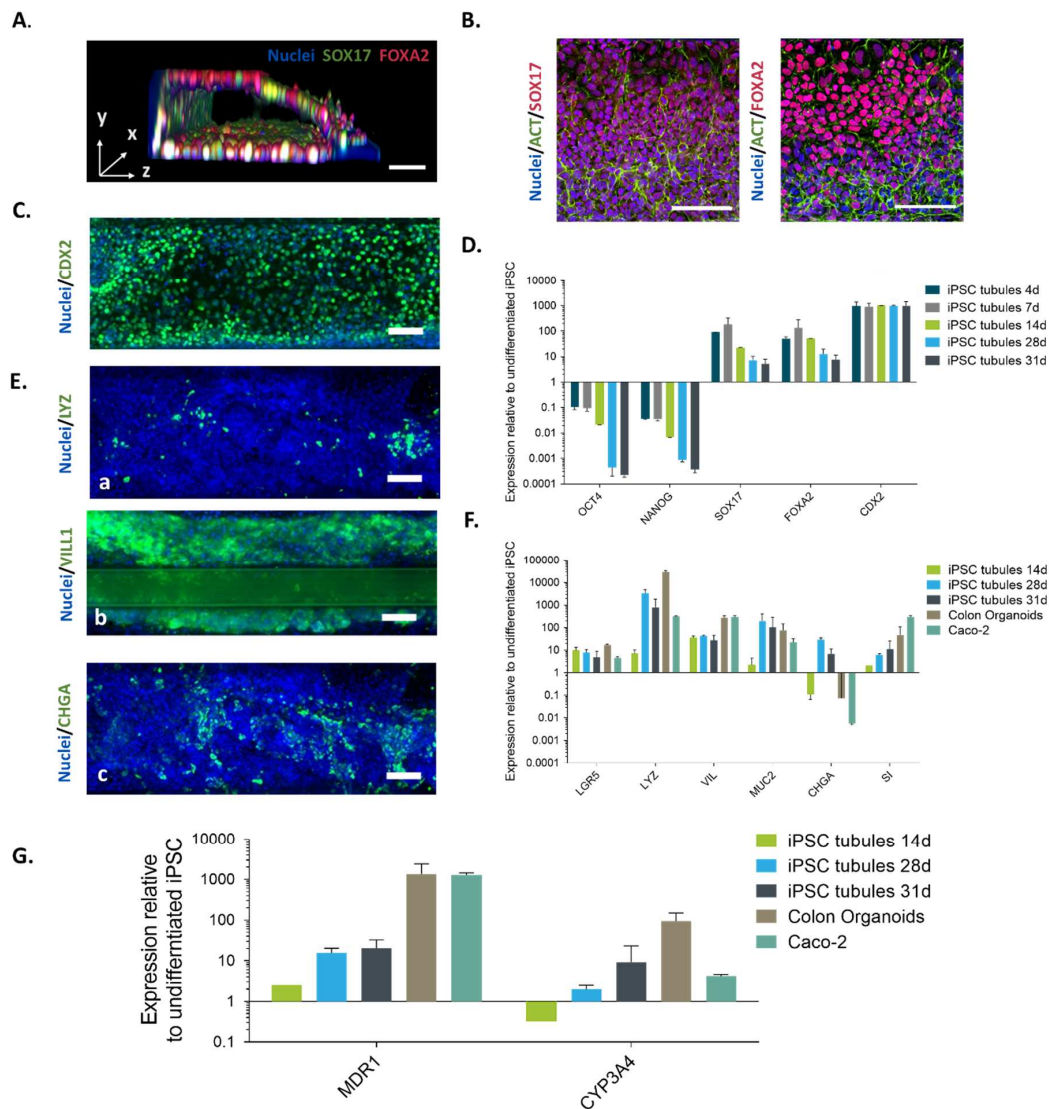 A.
Nuclei SOX17 FOXA2
y
x
z
B.
Nuclei/ACT/SOX17
Nuclei/ACT/FOXA2
C.
Nuclei/CDX2
D.
Expression relative to undifferentiated iPSC
10000
1000
100
10
1
0.1
0.01
0.001
0.0001
OCT4
NANOG
SOX17
FOXA2
CDX2
iPSC tubules 4d
iPSC tubules 7d
iPSC tubules 14d
iPSC tubules 28d
iPSC tubules 31d
E.
Nuclei/LYZ
a
Nuclei/VILL1
b
Nuclei/CHGA
c
F.
Expression relative to undifferentiated iPSC
100000
10000
1000
100
10
1
0.1
0.01
0.001
0.0001
LGR5
LYZ
VIL
MUC2
CHGA
SI
iPSC tubules 14d
iPSC tubules 28d
iPSC tubules 31d
Colon Organoids
Caco-2
G.
Expression relative
to undifferentiated iPSC
10000
1000
100
10
1
0.1
MDR1
CYP3A4
iPSC tubules 14d
iPSC tubules 28d
iPSC tubules 31d
Colon Organoids
Caco-2